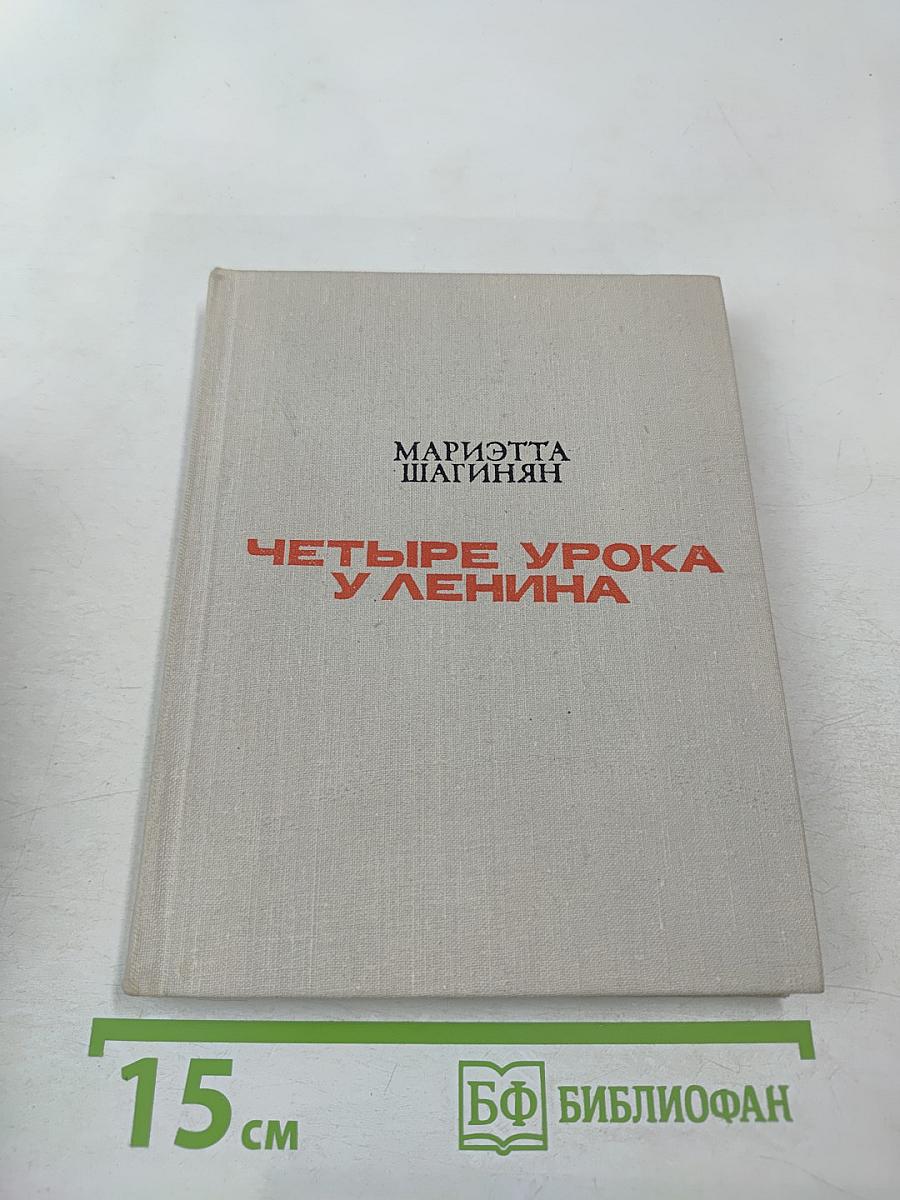 МАРИЭТТА
ШАГИНЯН
ЧЕТЫРЕ УРОКА
У ЛЕНИНА
15 см
БФ БИБЛИОФАН